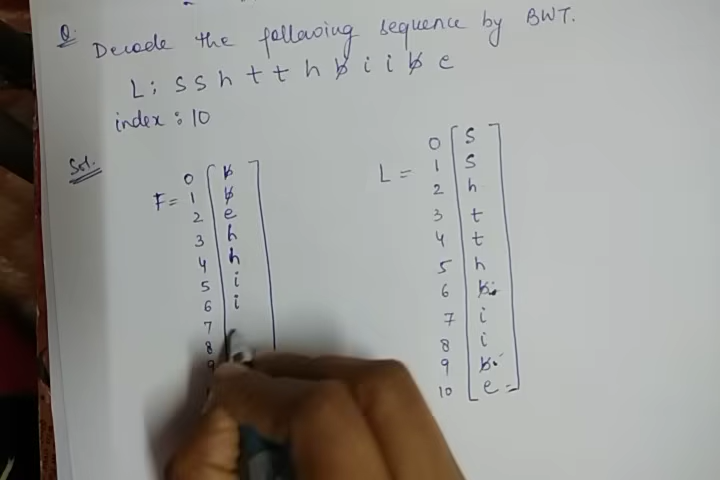 Q. Decode the following sequence by BWT.
L: s s h t t h b̸ i i b̸ e
index : 10
Sol.
F =
0 b̸
1 b̸
2 e
3 h
4 h
5 i
6 i
7
8
9
L =
0 s
1 s
2 h
3 t
4 t
5 h
6 b̸
7 i
8 i
9 b̸
10 e